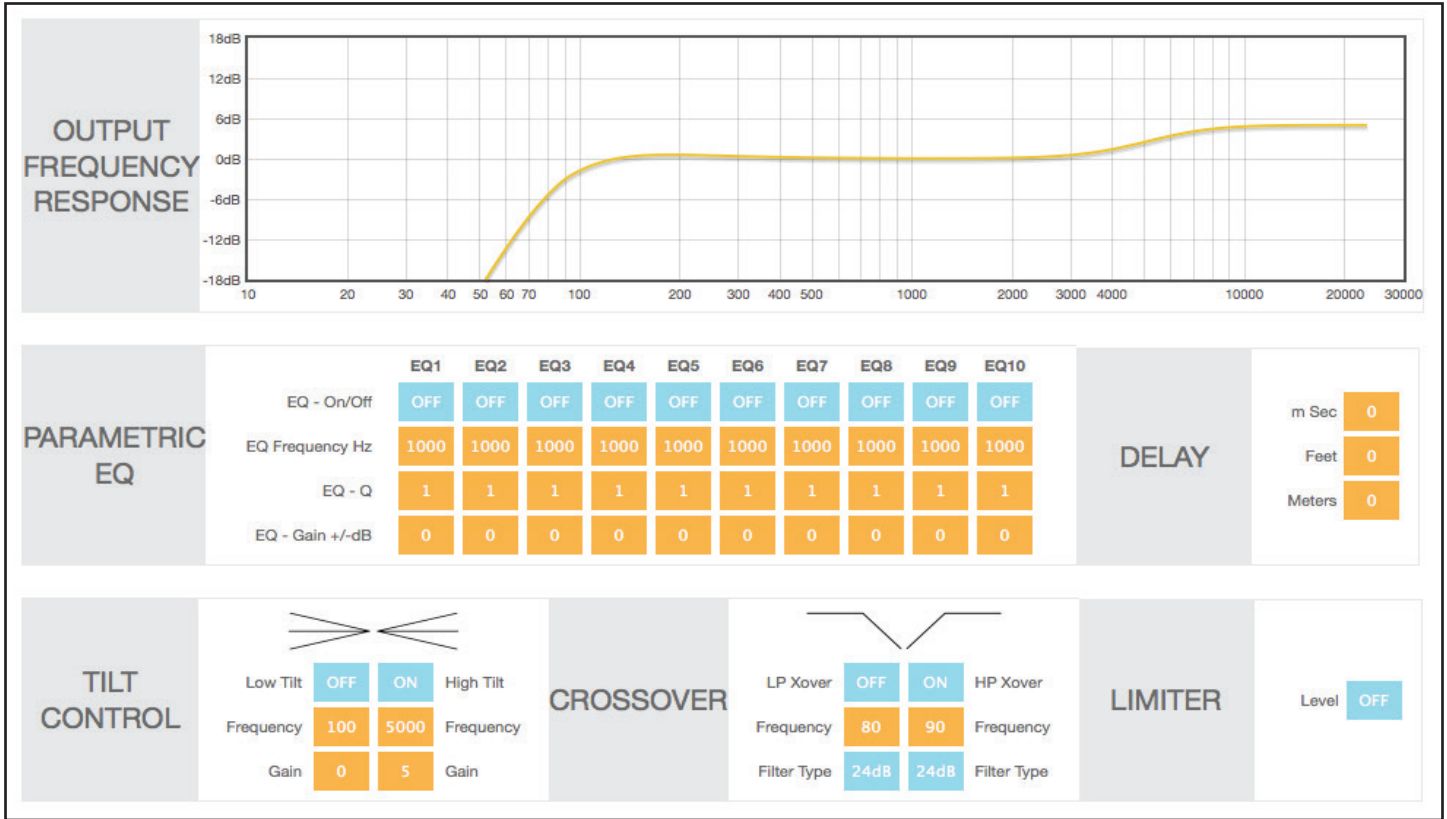 OUTPUT
FREQUENCY
RESPONSE
18dB
12dB
6dB
0dB
-6dB
-12dB
-18dB
10 20 30 40 50 60 70 100 200 300 400 500 1000 2000 3000 4000 10000 20000 30000
PARAMETRIC
EQ
EQ1 EQ2 EQ3 EQ4 EQ5 EQ6 EQ7 EQ8 EQ9 EQ10
EQ - On/Off OFF OFF OFF OFF OFF OFF OFF OFF OFF OFF
EQ Frequency Hz 1000 1000 1000 1000 1000 1000 1000 1000 1000 1000
EQ - Q 1 1 1 1 1 1 1 1 1 1
EQ - Gain +/-dB 0 0 0 0 0 0 0 0 0 0
DELAY
m Sec 0
Feet 0
Meters 0
TILT
CONTROL
Low Tilt OFF ON High Tilt
Frequency 100 5000 Frequency
Gain 0 5 Gain
CROSSOVER
LP Xover OFF ON HP Xover
Frequency 80 90 Frequency
Filter Type 24dB 24dB Filter Type
LIMITER
Level OFF